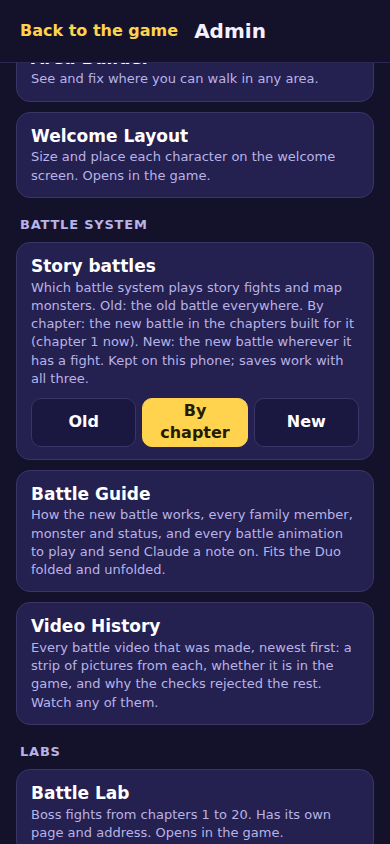 Back to the game Admin
See and fix where you can walk in any area.
Welcome Layout
Size and place each character on the welcome
screen. Opens in the game.
BATTLE SYSTEM
Story battles
Which battle system plays story fights and map
monsters. Old: the old battle everywhere. By
chapter: the new battle in the chapters built for it
(chapter 1 now). New: the new battle wherever it
has a fight. Kept on this phone; saves work with
all three.
Old
By
chapter
New
Battle Guide
How the new battle works, every family member,
monster and status, and every battle animation
to play and send Claude a note on. Fits the Duo
folded and unfolded.
Video History
Every battle video that was made, newest first: a
strip of pictures from each, whether it is in the
game, and why the checks rejected the rest.
Watch any of them.
LABS
Battle Lab
Boss fights from chapters 1 to 20. Has its own
page and address. Opens in the game.